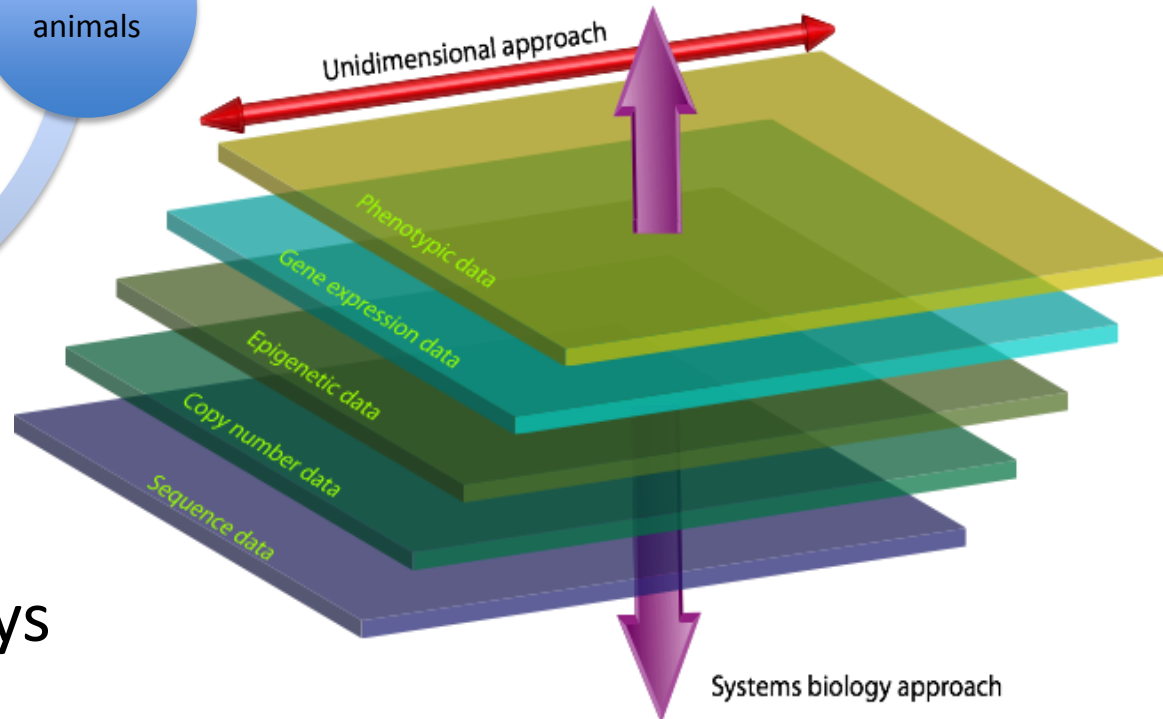 animals
Unidimensional approach
Phenotypic data
Gene expression data
Epigenetic data
Copy number data
Sequence data
ys
Systems biology approach